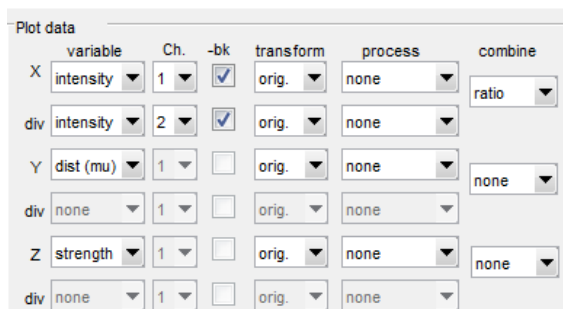 Plot data
variable Ch. -bk transform process combine
X intensity 1 orig. none ratio
div intensity 2 orig. none
Y dist (mu) 1 orig. none none
div none 1 orig. none
Z strength 1 orig. none none
div none 1 orig. none